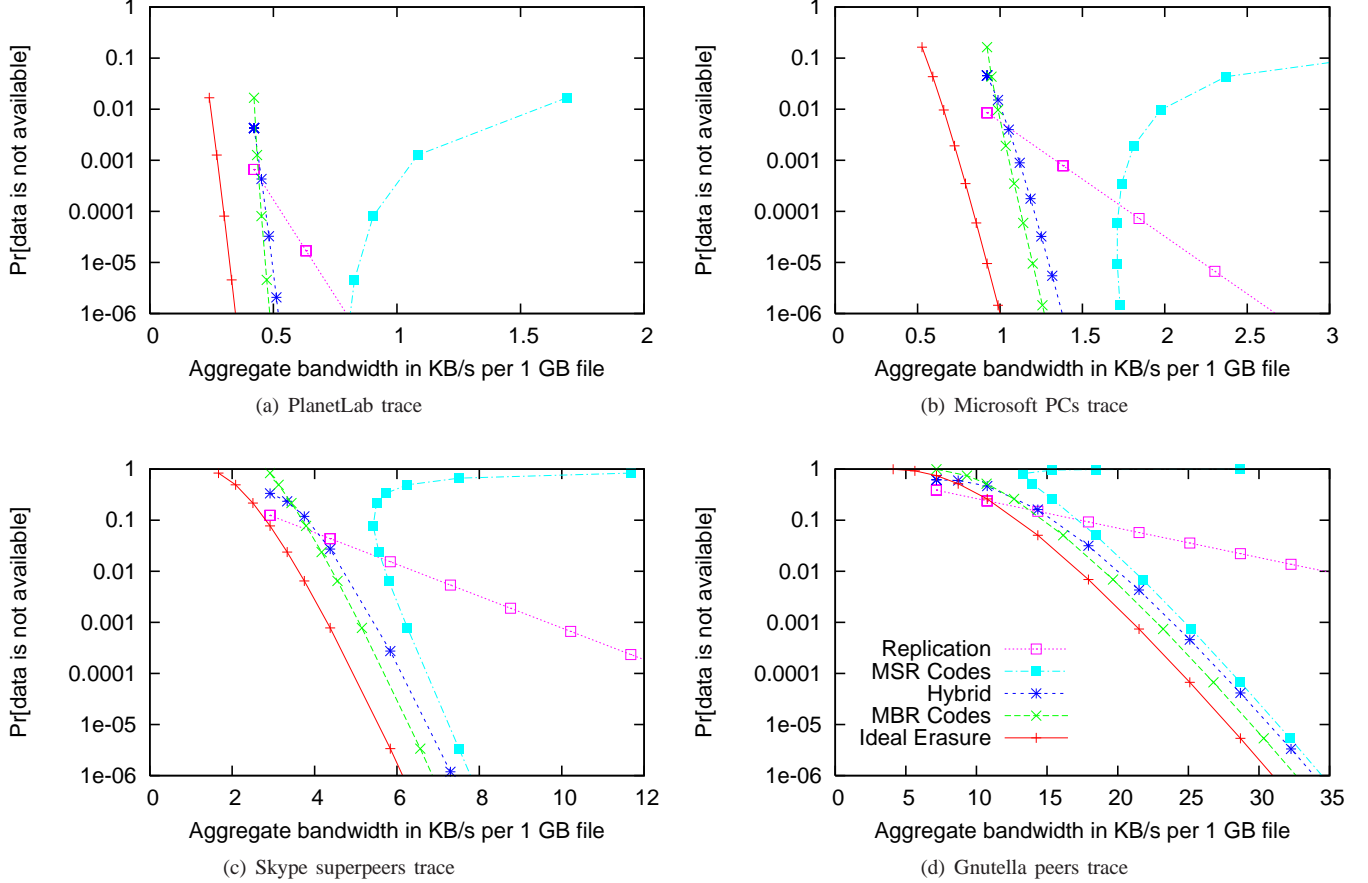 1
0.1
0.01
0.001
0.0001
1e-05
1e-06
Pr[data is not available]
0 0.5 1 1.5 2
Aggregate bandwidth in KB/s per 1 GB file
(a) PlanetLab trace
1
0.1
0.01
0.001
0.0001
1e-05
1e-06
Pr[data is not available]
0 0.5 1 1.5 2 2.5 3
Aggregate bandwidth in KB/s per 1 GB file
(b) Microsoft PCs trace
1
0.1
0.01
0.001
0.0001
1e-05
1e-06
Pr[data is not available]
0 2 4 6 8 10 12
Aggregate bandwidth in KB/s per 1 GB file
(c) Skype superpeers trace
1
0.1
0.01
0.001
0.0001
1e-05
1e-06
Pr[data is not available]
Replication
MSR Codes
Hybrid
MBR Codes
Ideal Erasure
0 5 10 15 20 25 30 35
Aggregate bandwidth in KB/s per 1 GB file
(d) Gnutella peers trace